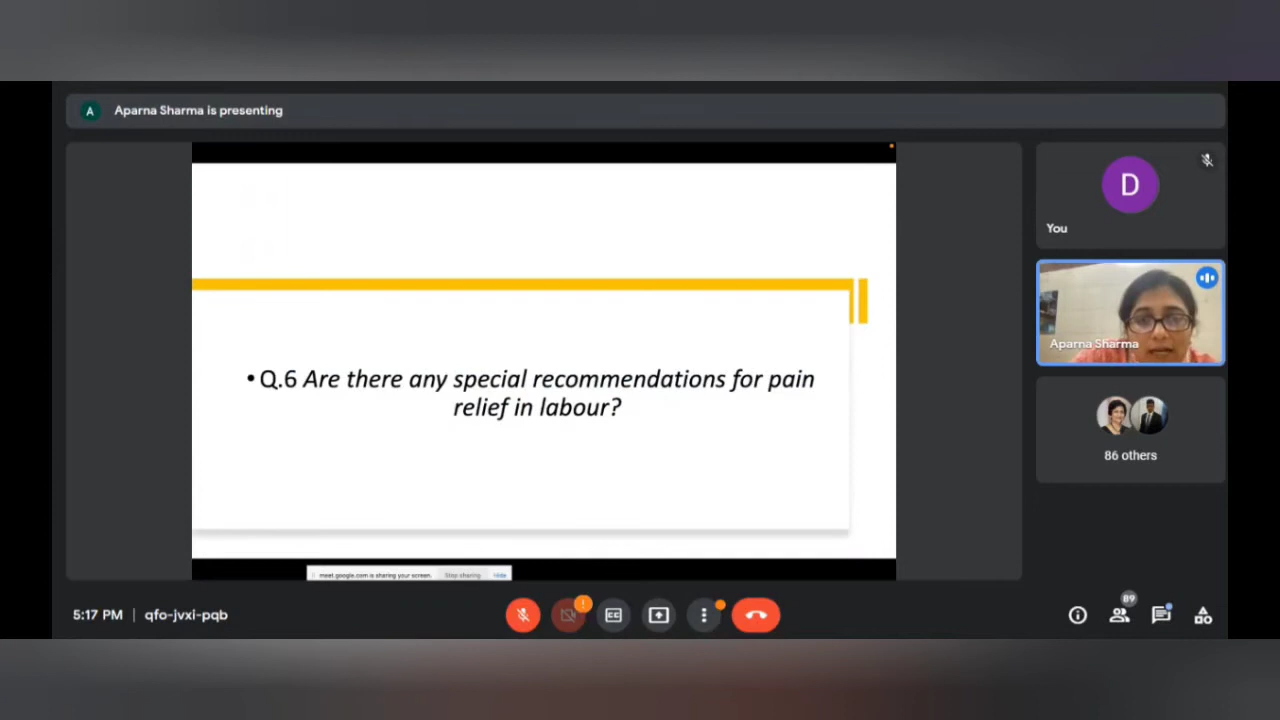 A
Aparna Sharma is presenting
• Q.6 Are there any special recommendations for pain
relief in labour?
meet.google.com is sharing your screen.
Stop sharing
Hide
D
You
Aparna Sharma
86 others
5:17 PM | qfo-jvxi-pqb
89